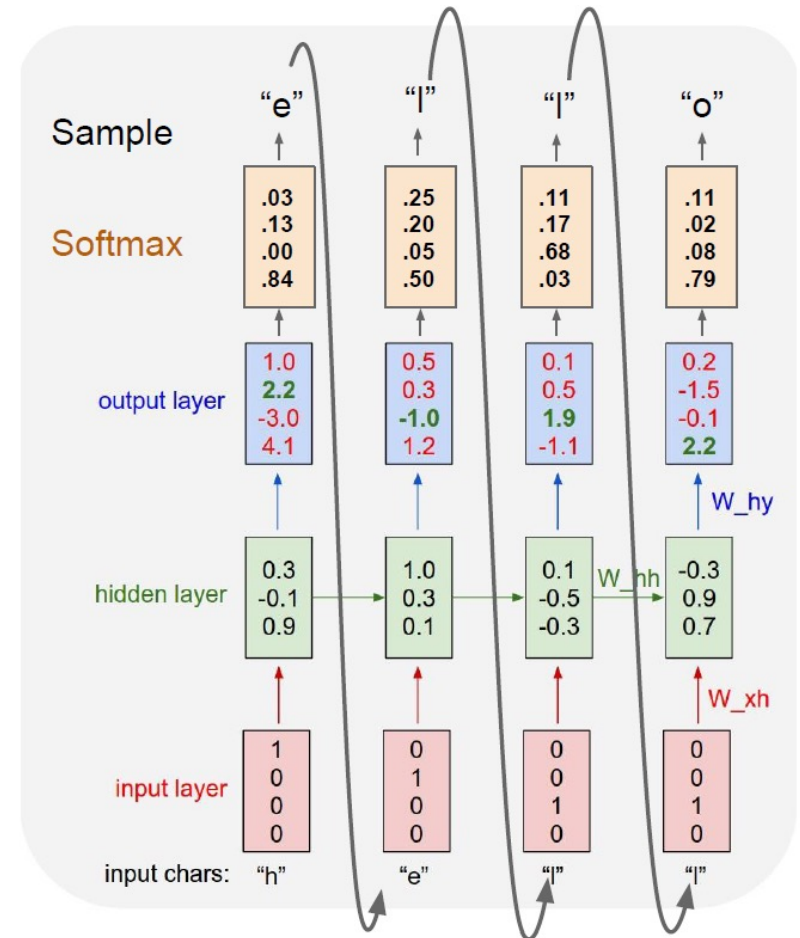 “e” “l” “l” “o”
Sample
Softmax
.03 .25 .11 .11
.13 .20 .17 .02
.00 .05 .68 .08
.84 .50 .03 .79
output layer
1.0 0.5 0.1 0.2
2.2 0.3 0.5 -1.5
-3.0 -1.0 1.9 -0.1
4.1 1.2 -1.1 2.2
W_hy
hidden layer
0.3 1.0 0.1 -0.3
-0.1 0.3 -0.5 0.9
0.9 0.1 -0.3 0.7
W_hh
W_xh
input layer
1 0 0 0
0 1 0 0
0 0 1 1
0 0 0 0
input chars: “h” “e” “l” “l”